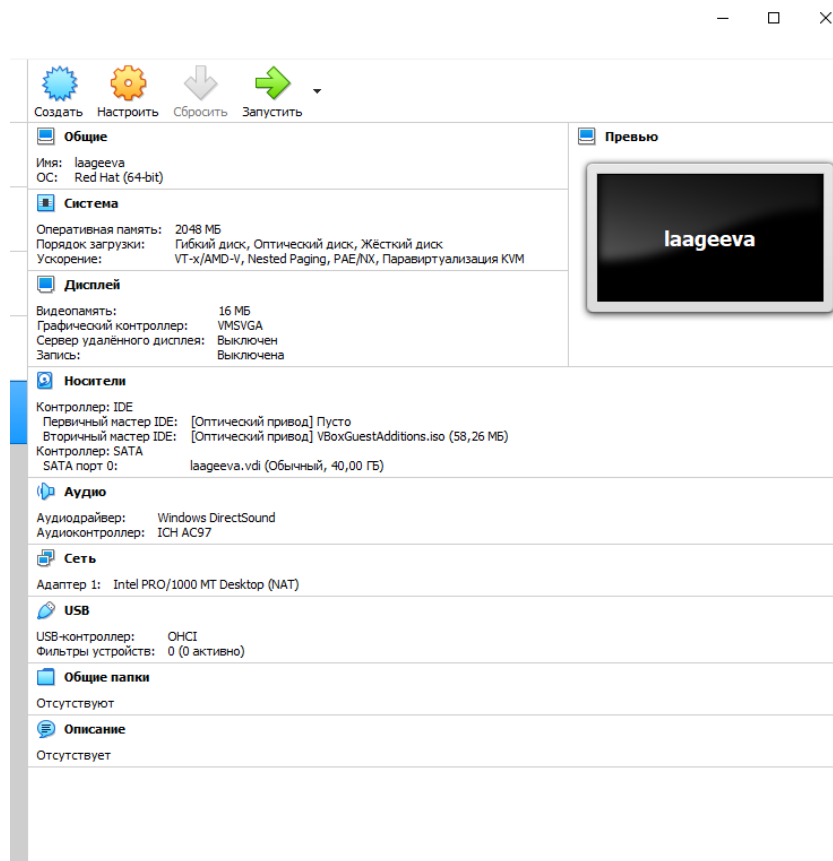 Создать Настроить Сбросить Запустить
Общие
Имя: laageeva
ОС: Red Hat (64-bit)
Превью
laageeva
Система
Оперативная память: 2048 МБ
Порядок загрузки: Гибкий диск, Оптический диск, Жёсткий диск
Ускорение: VT-x/AMD-V, Nested Paging, PAE/NX, Паравиртуализация KVM
Дисплей
Видеопамять: 16 МБ
Графический контроллер: VMSVGA
Сервер удалённого дисплея: Выключен
Запись: Выключена
Носители
Контроллер: IDE
Первичный мастер IDE: [Оптический привод] Пусто
Вторичный мастер IDE: [Оптический привод] VBoxGuestAdditions.iso (58,26 МБ)
Контроллер: SATA
SATA порт 0: laageeva.vdi (Обычный, 40,00 ГБ)
Аудио
Аудиодрайвер: Windows DirectSound
Аудиоконтроллер: ICH AC97
Сеть
Адаптер 1: Intel PRO/1000 MT Desktop (NAT)
USB
USB-контроллер: OHCI
Фильтры устройств: 0 (0 активно)
Общие папки
Отсутствуют
Описание
Отсутствует